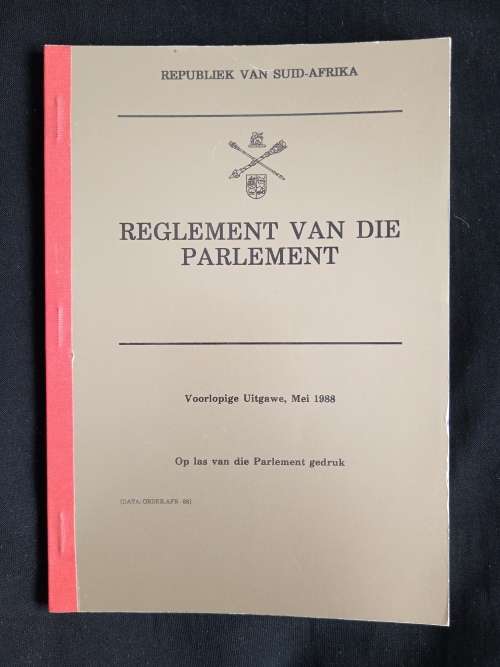 REPUBLIEK VAN SUID-AFRIKA
REGLEMENT VAN DIE
PARLEMENT
Voorlopige Uitgawe, Mei 1988
Op las van die Parlement gedruk